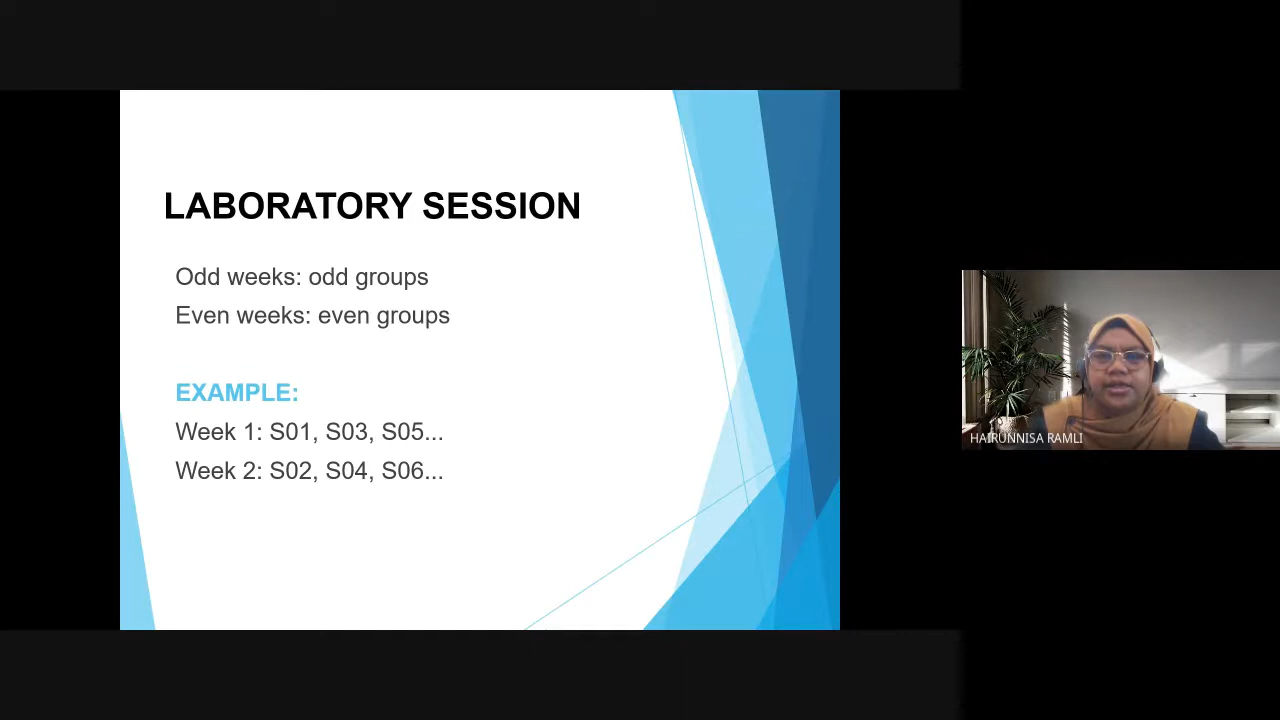 LABORATORY SESSION
Odd weeks: odd groups
Even weeks: even groups
EXAMPLE:
Week 1: S01, S03, S05...
Week 2: S02, S04, S06...
HAIRUNNISA RAMLI